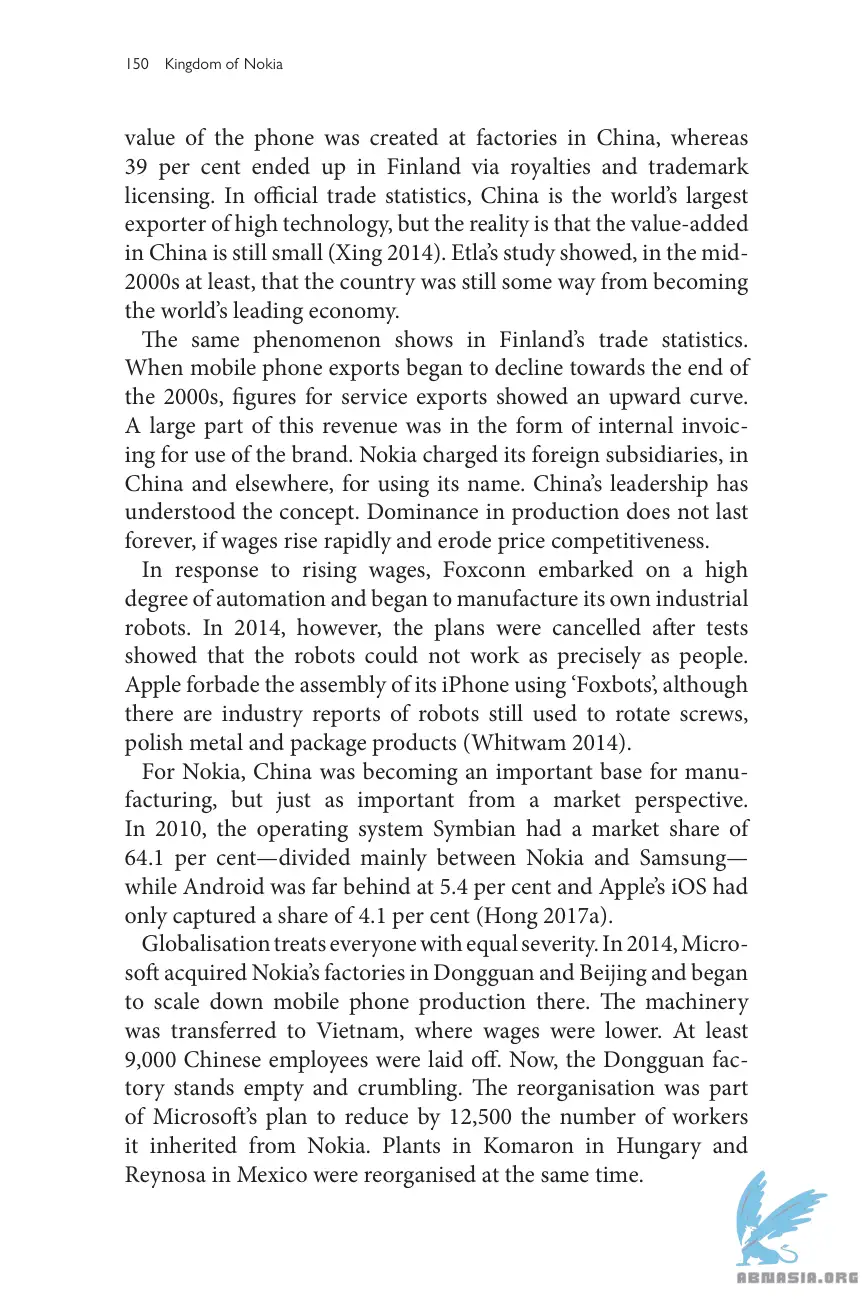 150 Kingdom of Nokia
value of the phone was created at factories in China, whereas
39 per cent ended up in Finland via royalties and trademark
licensing. In official trade statistics, China is the world’s largest
exporter of high technology, but the reality is that the value-added
in China is still small (Xing 2014). Etla’s study showed, in the mid-
2000s at least, that the country was still some way from becoming
the world’s leading economy.
The same phenomenon shows in Finland’s trade statistics.
When mobile phone exports began to decline towards the end of
the 2000s, figures for service exports showed an upward curve.
A large part of this revenue was in the form of internal invoic-
ing for use of the brand. Nokia charged its foreign subsidiaries, in
China and elsewhere, for using its name. China’s leadership has
understood the concept. Dominance in production does not last
forever, if wages rise rapidly and erode price competitiveness.
In response to rising wages, Foxconn embarked on a high
degree of automation and began to manufacture its own industrial
robots. In 2014, however, the plans were cancelled after tests
showed that the robots could not work as precisely as people.
Apple forbade the assembly of its iPhone using ‘Foxbots’, although
there are industry reports of robots still used to rotate screws,
polish metal and package products (Whitwam 2014).
For Nokia, China was becoming an important base for manu-
facturing, but just as important from a market perspective.
In 2010, the operating system Symbian had a market share of
64.1 per cent—divided mainly between Nokia and Samsung—
while Android was far behind at 5.4 per cent and Apple’s iOS had
only captured a share of 4.1 per cent (Hong 2017a).
Globalisation treats everyone with equal severity. In 2014, Micro-
soft acquired Nokia’s factories in Dongguan and Beijing and began
to scale down mobile phone production there. The machinery
was transferred to Vietnam, where wages were lower. At least
9,000 Chinese employees were laid off. Now, the Dongguan fac-
tory stands empty and crumbling. The reorganisation was part
of Microsoft’s plan to reduce by 12,500 the number of workers
it inherited from Nokia. Plants in Komaron in Hungary and
Reynosa in Mexico were reorganised at the same time.
ABNASIA.ORG